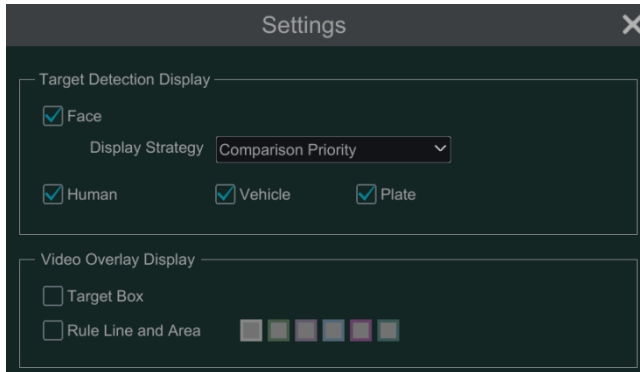 Settings
Target Detection Display
Face
Display Strategy Comparison Priority
Human Vehicle Plate
Video Overlay Display
Target Box
Rule Line and Area